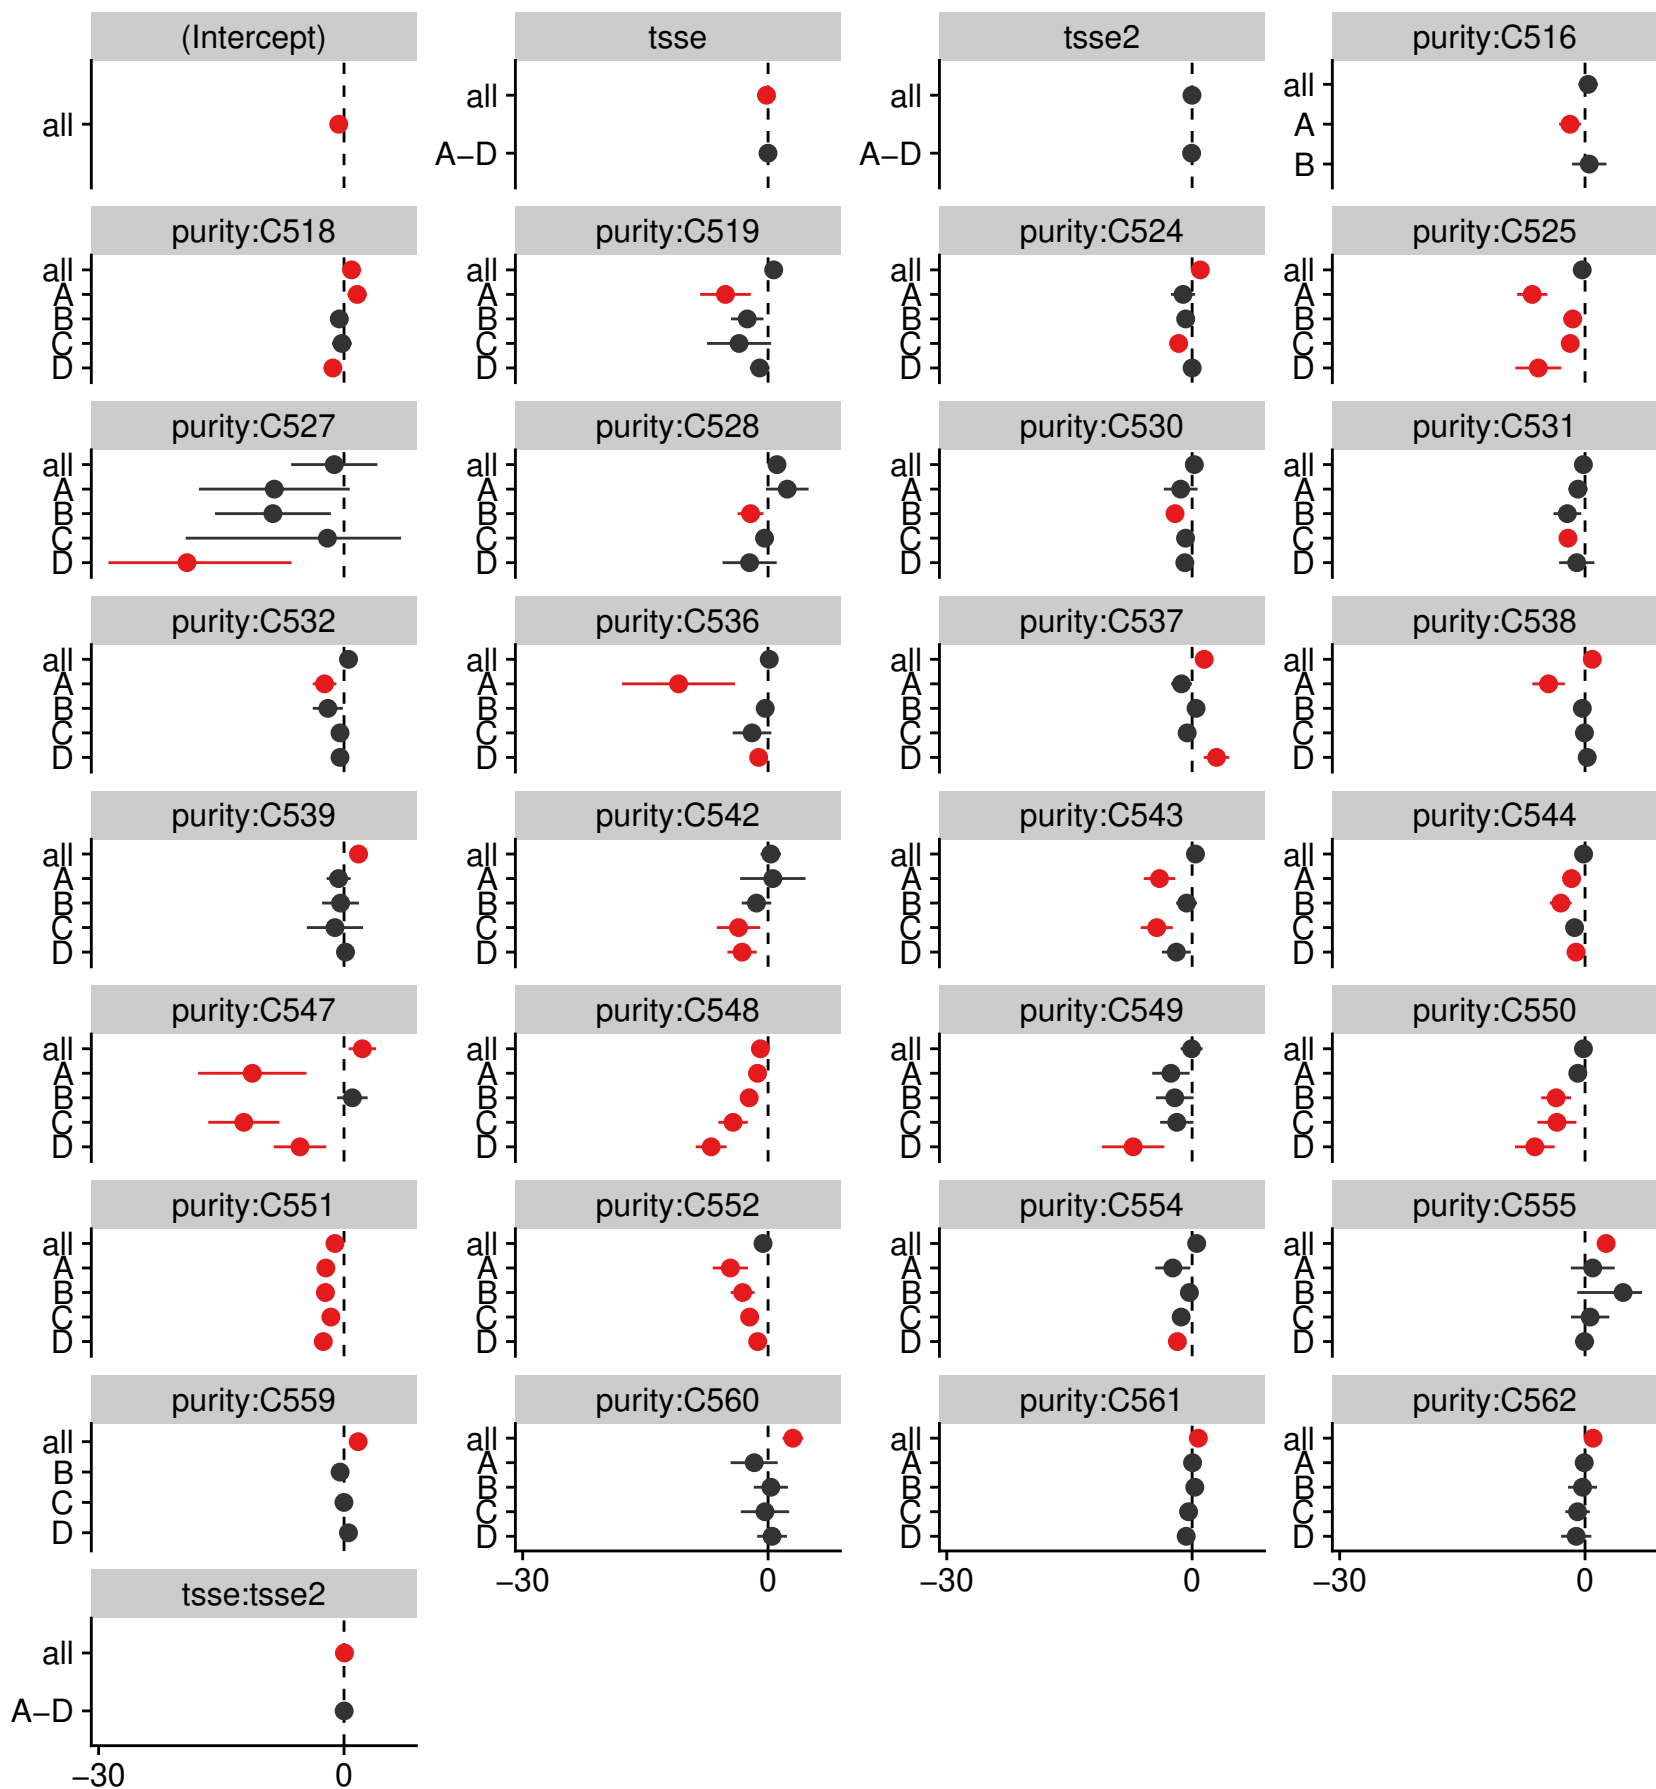 (Intercept) tsse tsse2 purity:C516
all
all
A−D
all
A−D
all
A
B
purity:C518 purity:C519 purity:C524 purity:C525
all all all all
A A A A
B B B B
C C C C
D D D D
purity:C527 purity:C528 purity:C530 purity:C531
all all all all
A A A A
B B B B
C C C C
D D D D
purity:C532 purity:C536 purity:C537 purity:C538
all all all all
A A A A
B B B B
C C C C
D D D D
purity:C539 purity:C542 purity:C543 purity:C544
all all all all
A A A A
B B B B
C C C C
D D D D
purity:C547 purity:C548 purity:C549 purity:C550
all all all all
A A A A
B B B B
C C C C
D D D D
purity:C551 purity:C552 purity:C554 purity:C555
all all all all
A A A A
B B B B
C C C C
D D D D
purity:C559 purity:C560 purity:C561 purity:C562
all all all all
B A A A
C B B B
D C C C
D D D
−30 0 −30 0 −30 0
tsse:tsse2
all
A−D
−30 0